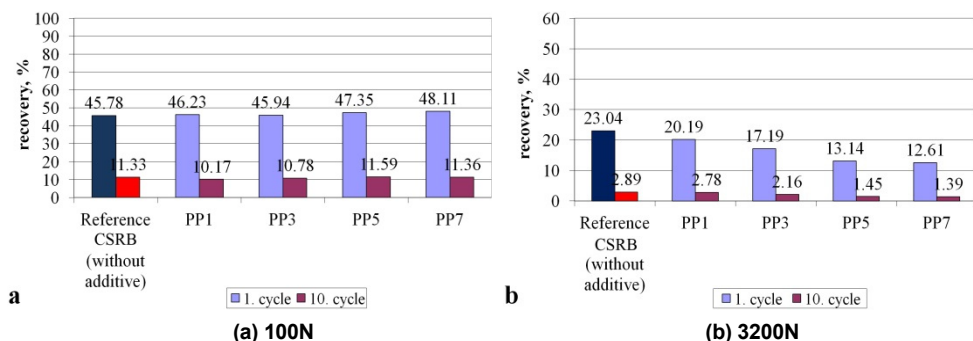 recovery, %
100
90
80
70
60
50
40
30
20
10
0
45.78 46.23 45.94 47.35 48.11
11.33 10.17 10.78 11.59 11.36
Reference
CSRB
(without
additive)
PP1 PP3 PP5 PP7
a
1. cycle 10. cycle
(a) 100N
recovery, %
60
50
40
30
20
10
0
23.04 20.19 17.19 13.14 12.61
2.89 2.78 2.16 1.45 1.39
Reference
CSRB
(without
additive)
PP1 PP3 PP5 PP7
b
1. cycle 10. cycle
(b) 3200N